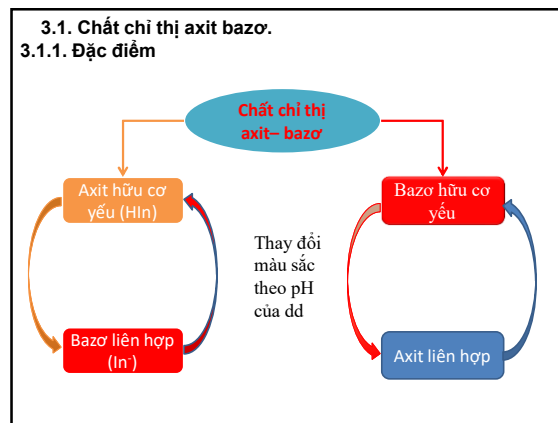 3.1. Chất chỉ thị axit bazơ.
3.1.1. Đặc điểm
Chất chỉ thị
axit– bazơ
Axit hữu cơ
yếu (HIn)
Bazơ hữu cơ
yếu
Thay đổi
màu sắc
theo pH
của dd
Bazơ liên hợp
(In⁻)
Axit liên hợp